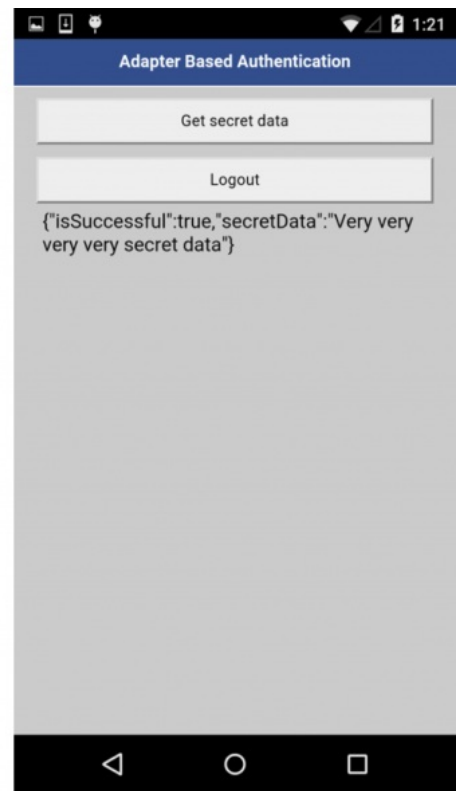 1:21
Adapter Based Authentication
Get secret data
Logout
{"isSuccessful":true,"secretData":"Very very
very very secret data"}